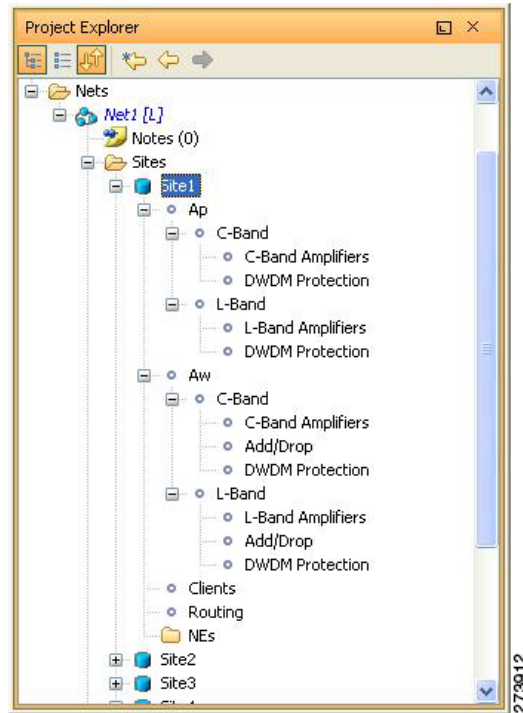 Project Explorer
Nets
Net1 [L]
Notes (0)
Sites
Site1
Ap
C-Band
C-Band Amplifiers
DWDM Protection
L-Band
L-Band Amplifiers
DWDM Protection
Aw
C-Band
C-Band Amplifiers
Add/Drop
DWDM Protection
L-Band
L-Band Amplifiers
Add/Drop
DWDM Protection
Clients
Routing
NEs
Site2
Site3
273912